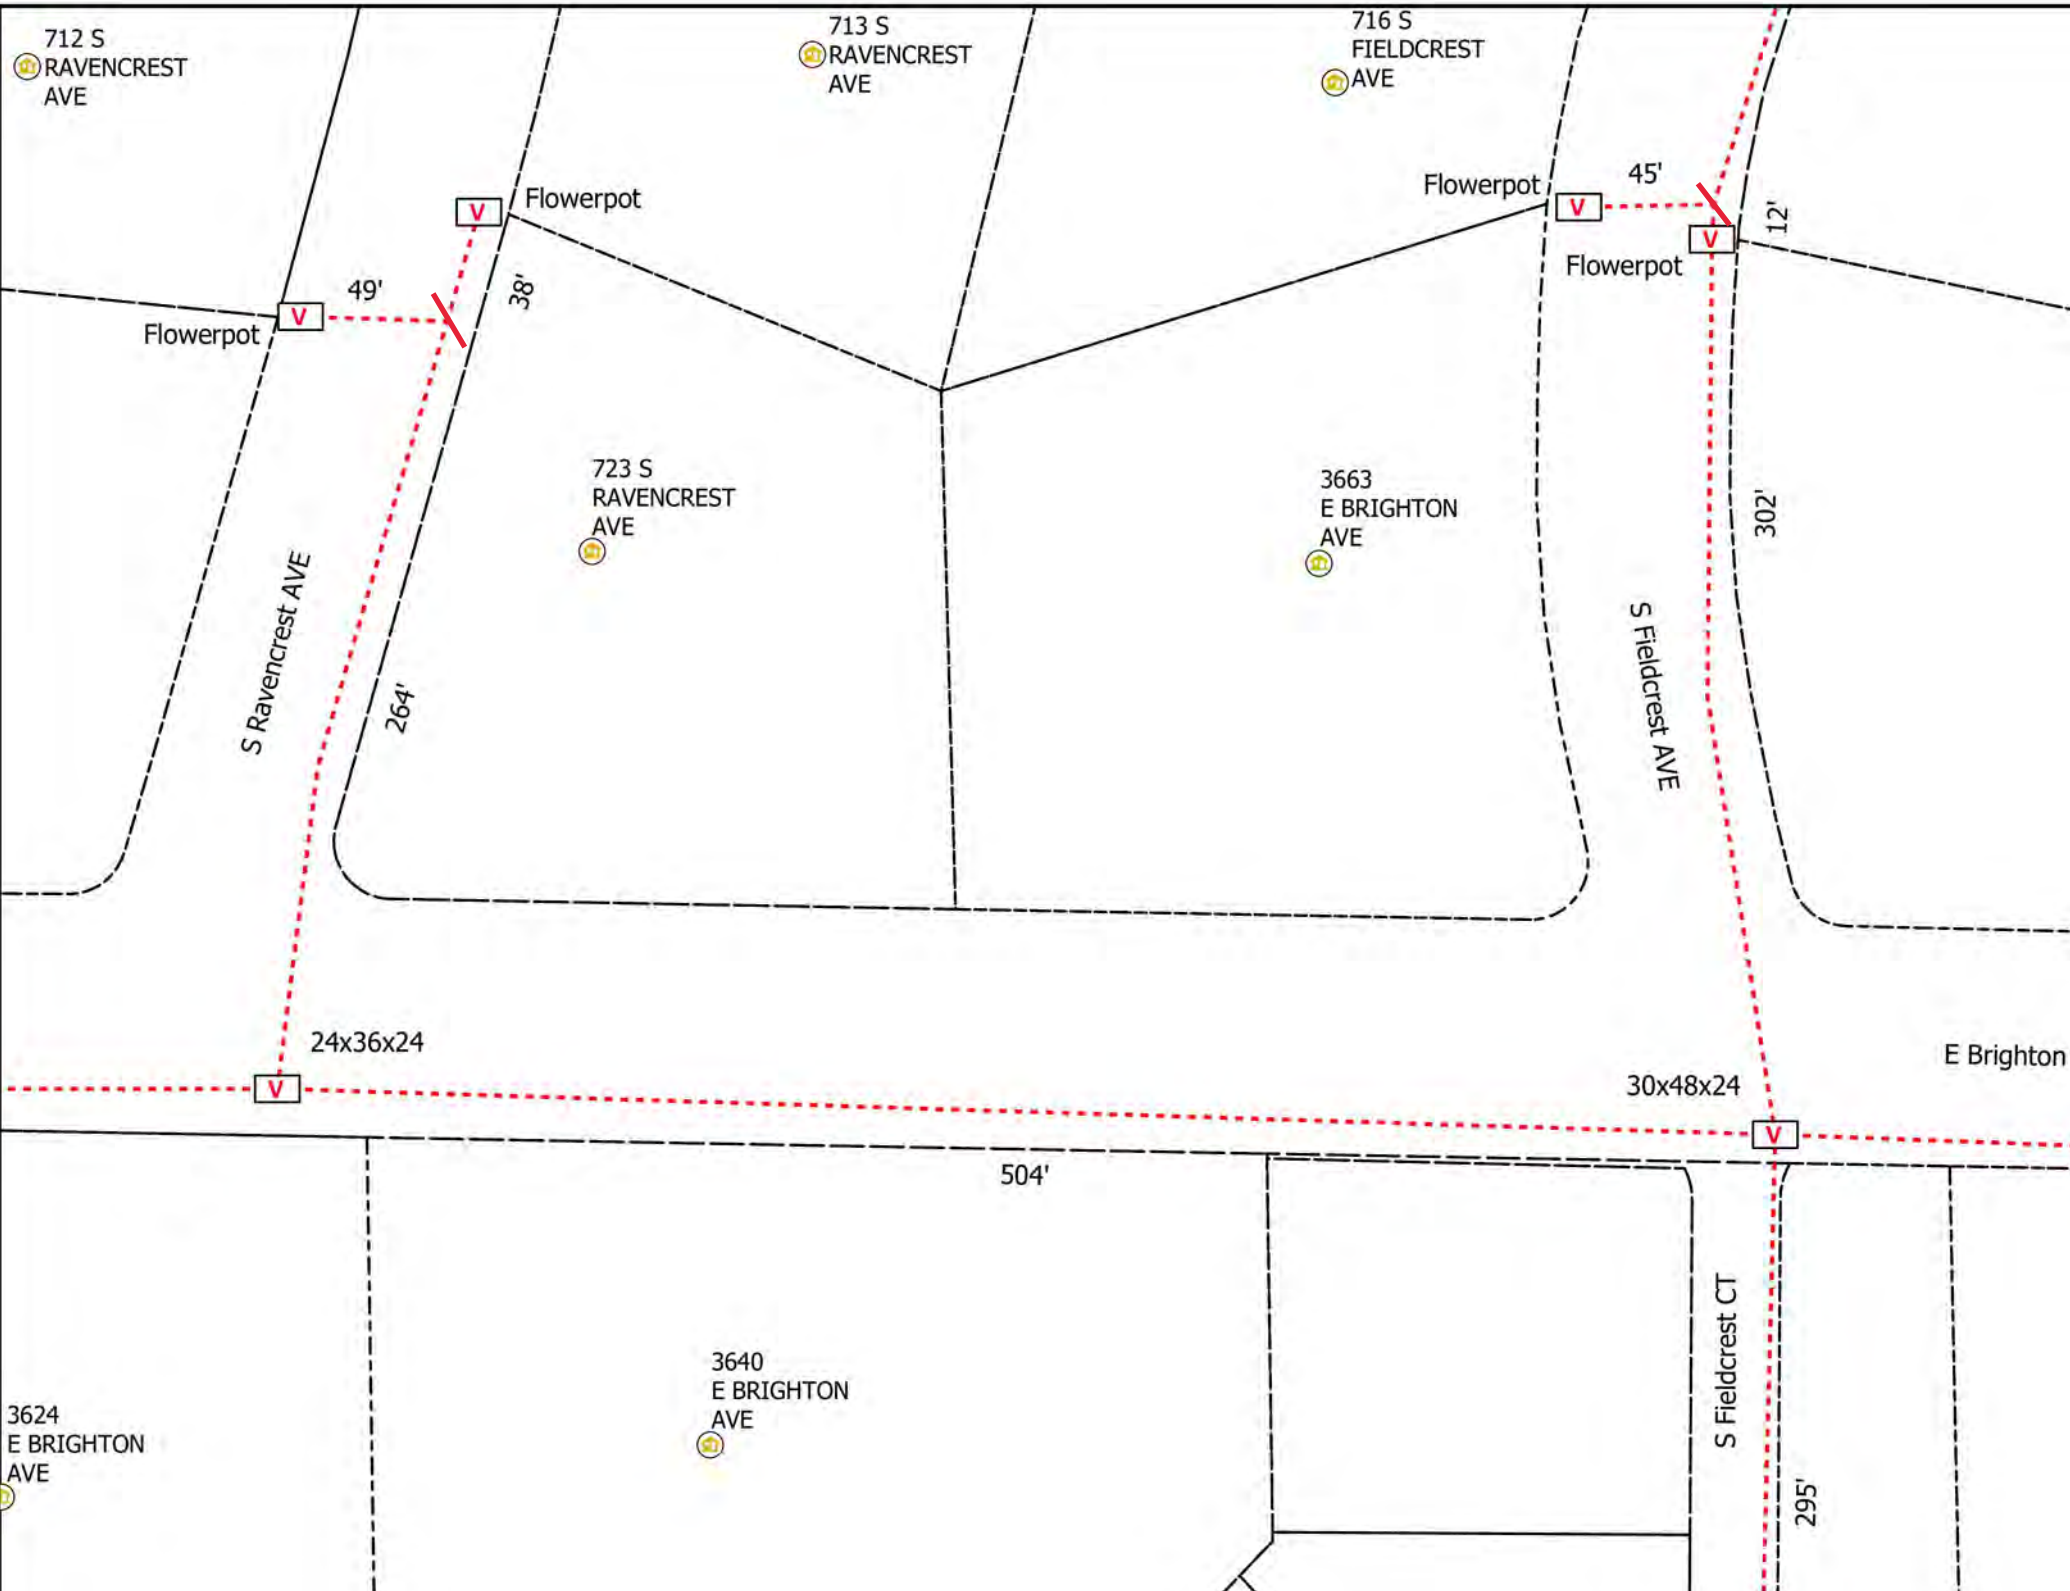 712 S
RAVENCREST
AVE
713 S
RAVENCREST
AVE
716 S
FIELDCREST
AVE
V
Flowerpot
Flowerpot
V
45'
12'
V
Flowerpot
49'
38'
V
Flowerpot
723 S
RAVENCREST
AVE
3663
E BRIGHTON
AVE
302'
S Ravencrest AVE
264'
S Fieldcrest AVE
24x36x24
V
30x48x24
E Brighton
V
504'
S Fieldcrest CT
3640
E BRIGHTON
AVE
3624
E BRIGHTON
AVE
295'